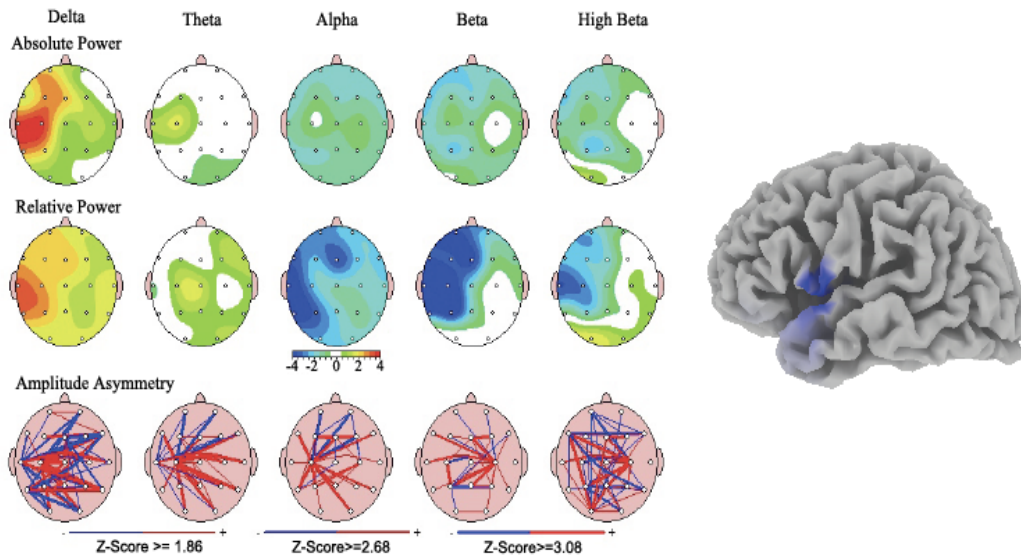 Delta Theta Alpha Beta High Beta
Absolute Power
Relative Power
-4 -2 0 2 4
Amplitude Asymmetry
- + - + - +
Z-Score >= 1.86 Z-Score>=2.68 Z-Score>=3.08